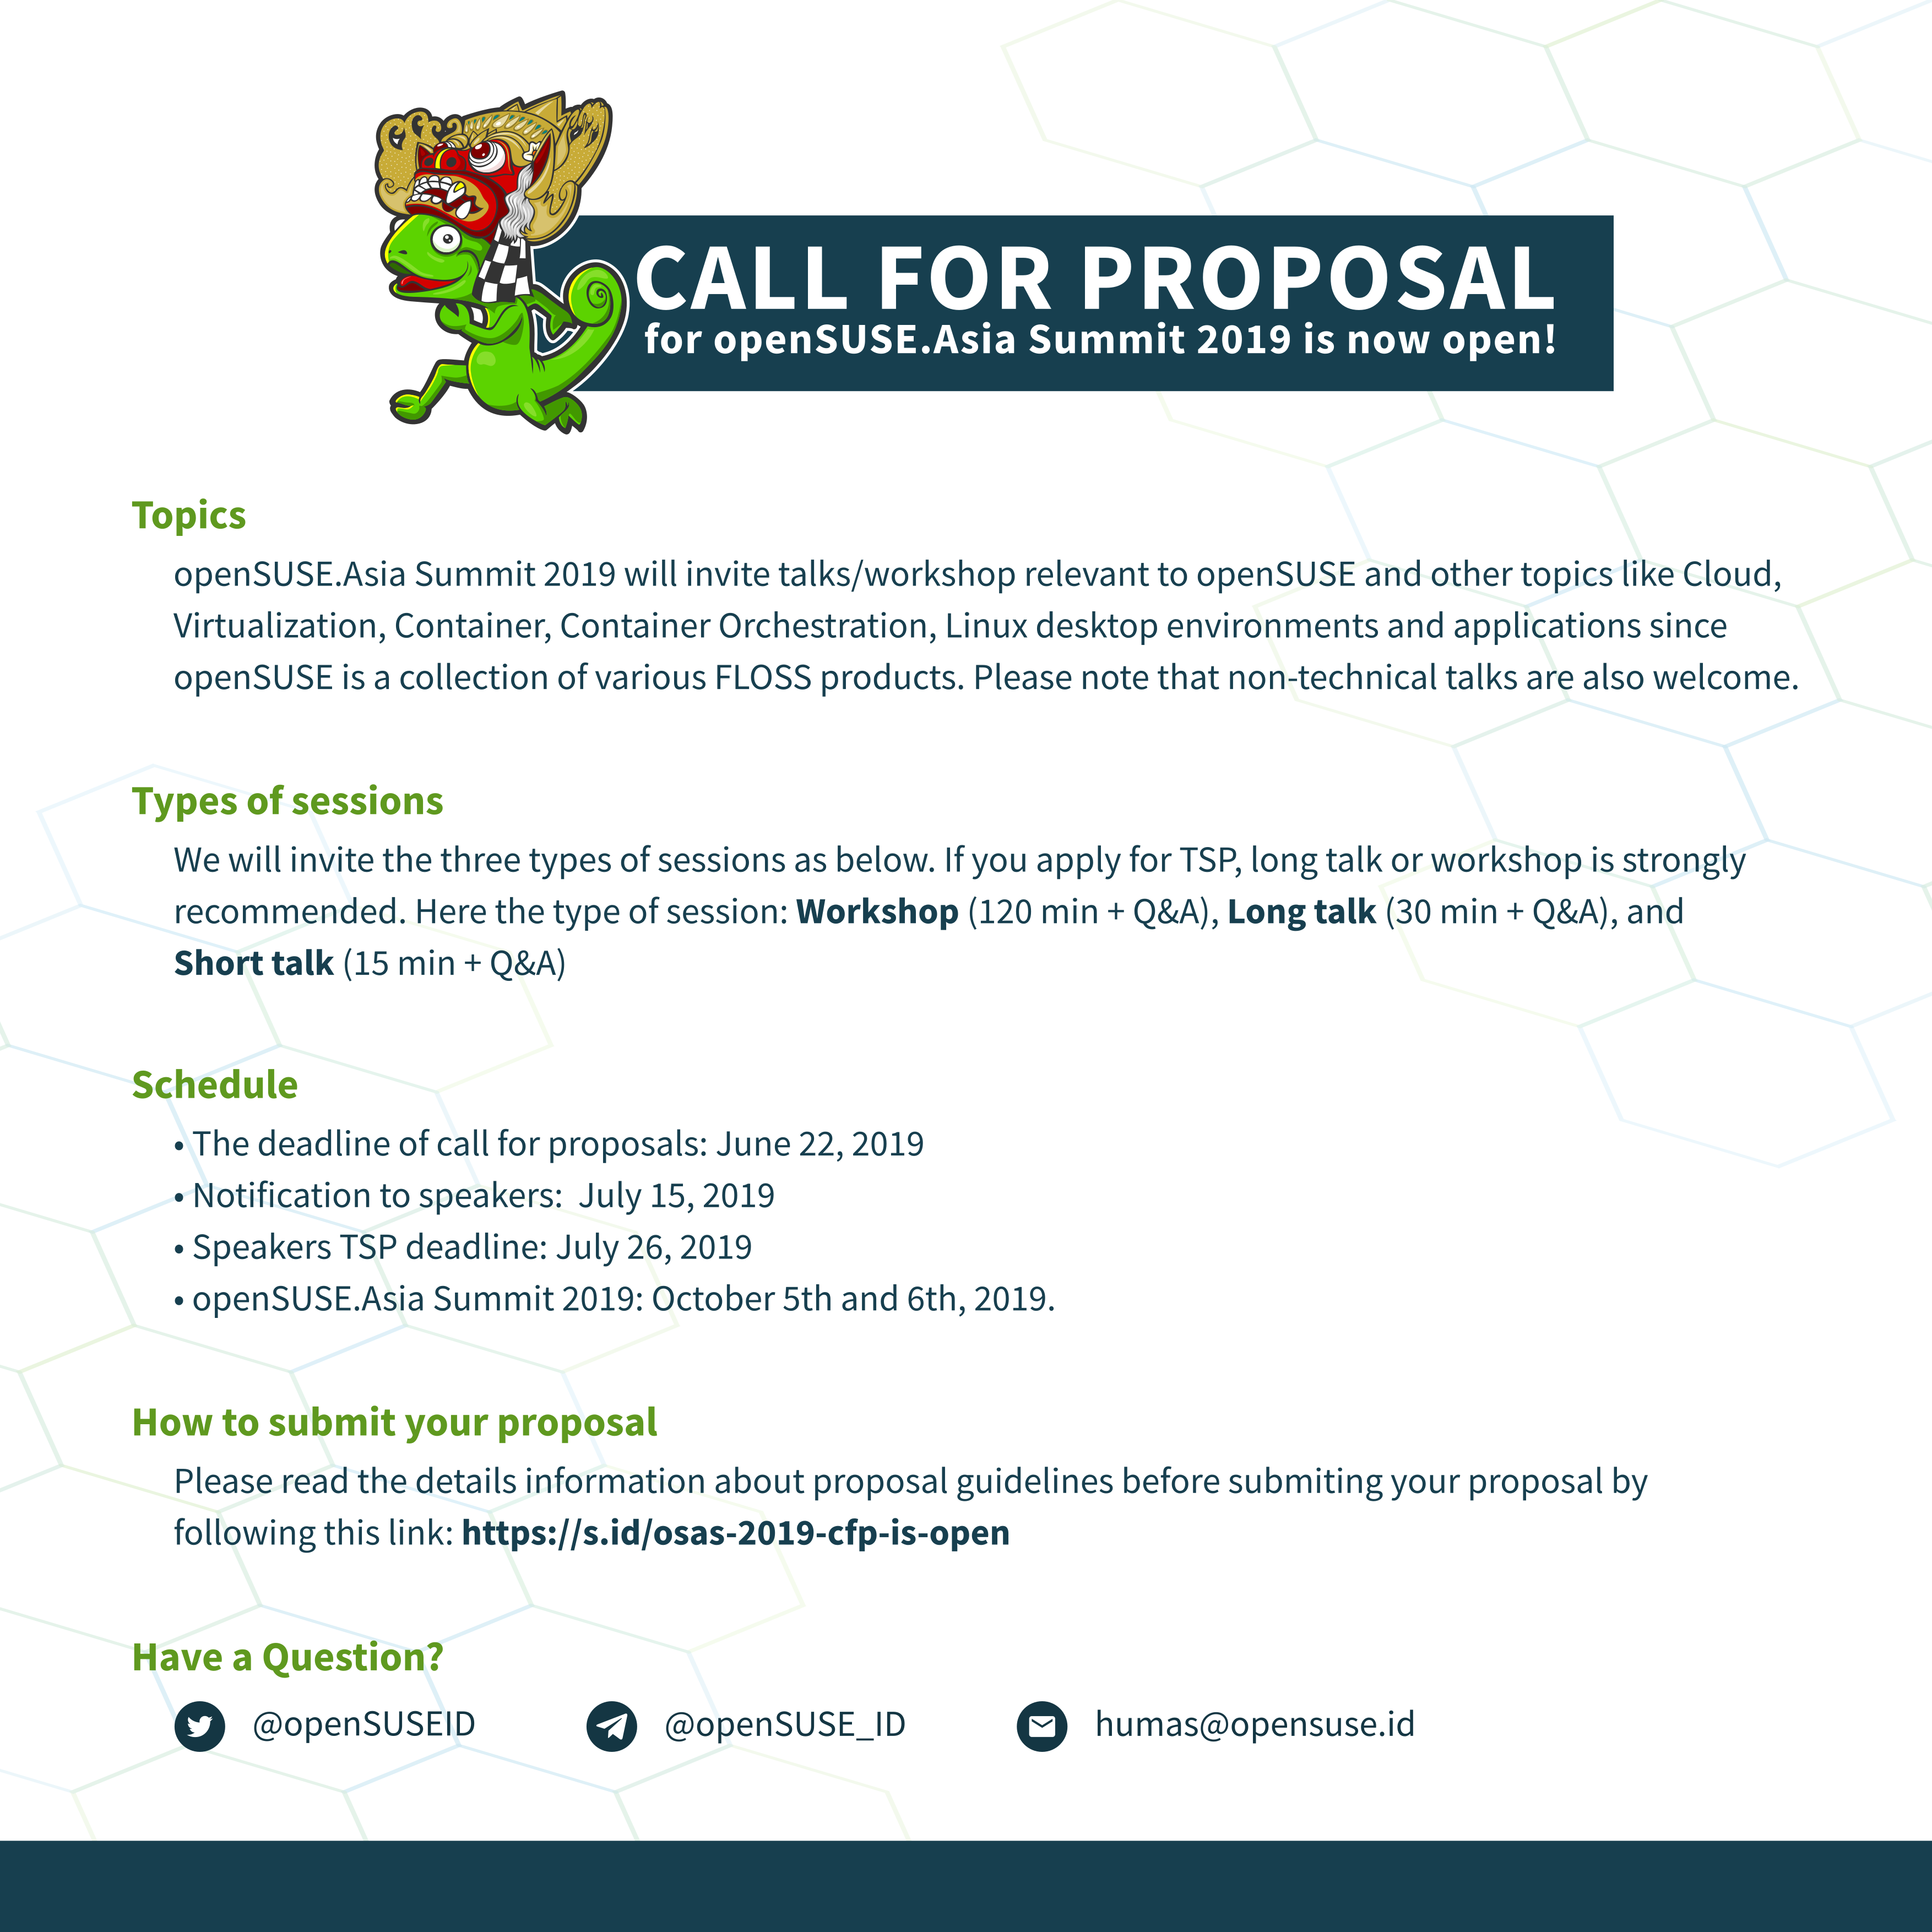 CALL FOR PROPOSAL
for openSUSE.Asia Summit 2019 is now open!
Topics
openSUSE.Asia Summit 2019 will invite talks/workshop relevant to openSUSE and other topics like Cloud,
Virtualization, Container, Container Orchestration, Linux desktop environments and applications since
openSUSE is a collection of various FLOSS products. Please note that non-technical talks are also welcome.
Types of sessions
We will invite the three types of sessions as below. If you apply for TSP, long talk or workshop is strongly
recommended. Here the type of session: Workshop (120 min + Q&A), Long talk (30 min + Q&A), and
Short talk (15 min + Q&A)
Schedule
• The deadline of call for proposals: June 22, 2019
• Notification to speakers:  July 15, 2019
• Speakers TSP deadline: July 26, 2019
• openSUSE.Asia Summit 2019: October 5th and 6th, 2019.
How to submit your proposal
Please read the details information about proposal guidelines before submiting your proposal by
following this link: https://s.id/osas-2019-cfp-is-open
Have a Question?
@openSUSEID @openSUSE_ID humas@opensuse.id